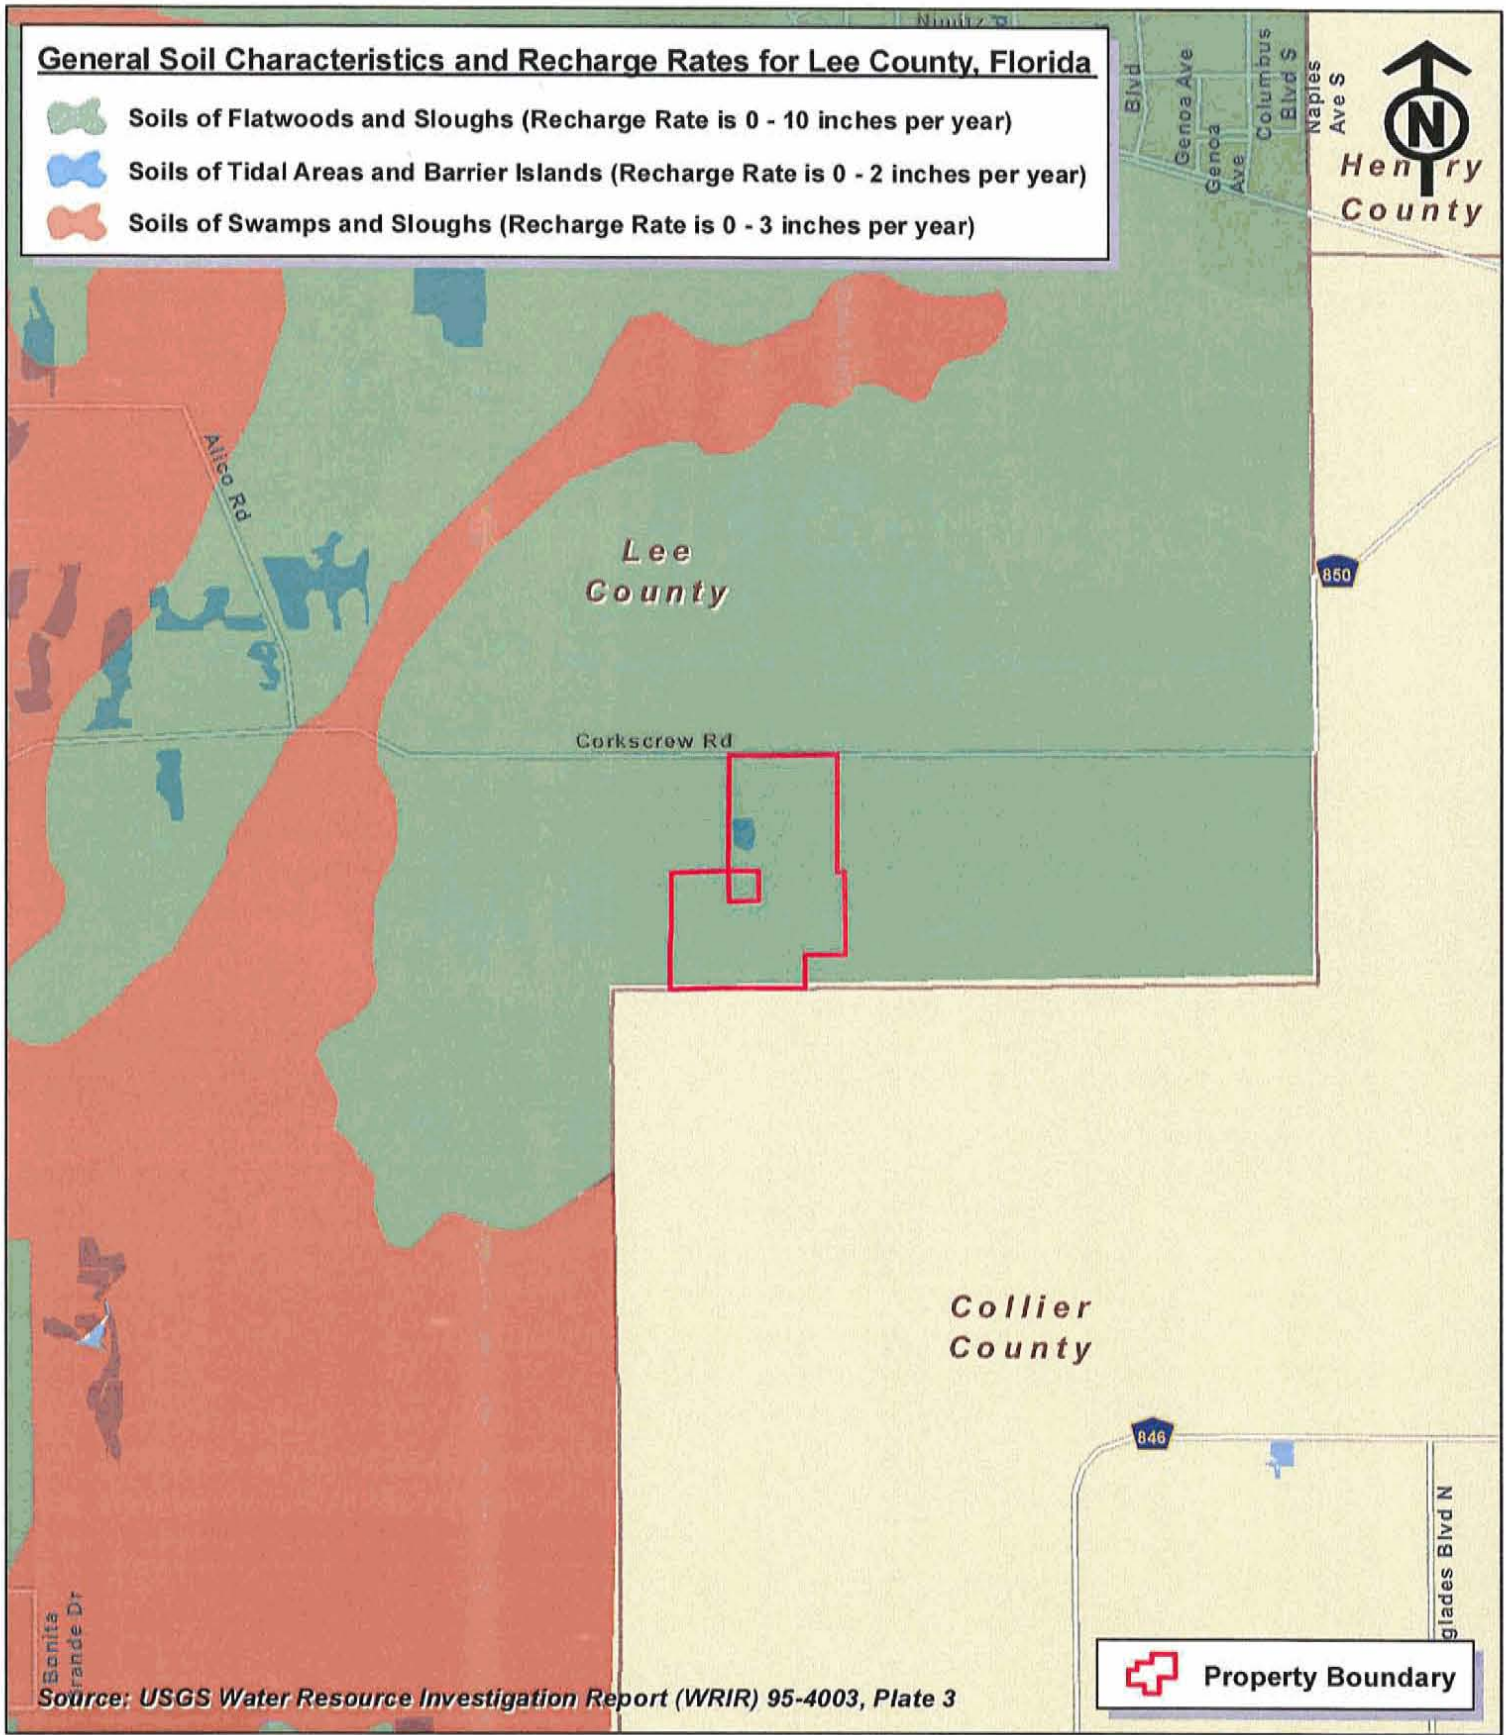 Nimitz
General Soil Characteristics and Recharge Rates for Lee County, Florida
Soils of Flatwoods and Sloughs (Recharge Rate is 0 - 10 inches per year)
Soils of Tidal Areas and Barrier Islands (Recharge Rate is 0 - 2 inches per year)
Soils of Swamps and Sloughs (Recharge Rate is 0 - 3 inches per year)
Blvd
Genoa Ave
Genoa
Ave
Columbus
Blvd S
Naples
Ave S
N
Hendry
County
Alico Rd
Lee
County
850
Corkscrew Rd
Collier
County
846
glades Blvd N
Bonita
Grande Dr
Property Boundary
Source: USGS Water Resource Investigation Report (WRIR) 95-4003, Plate 3